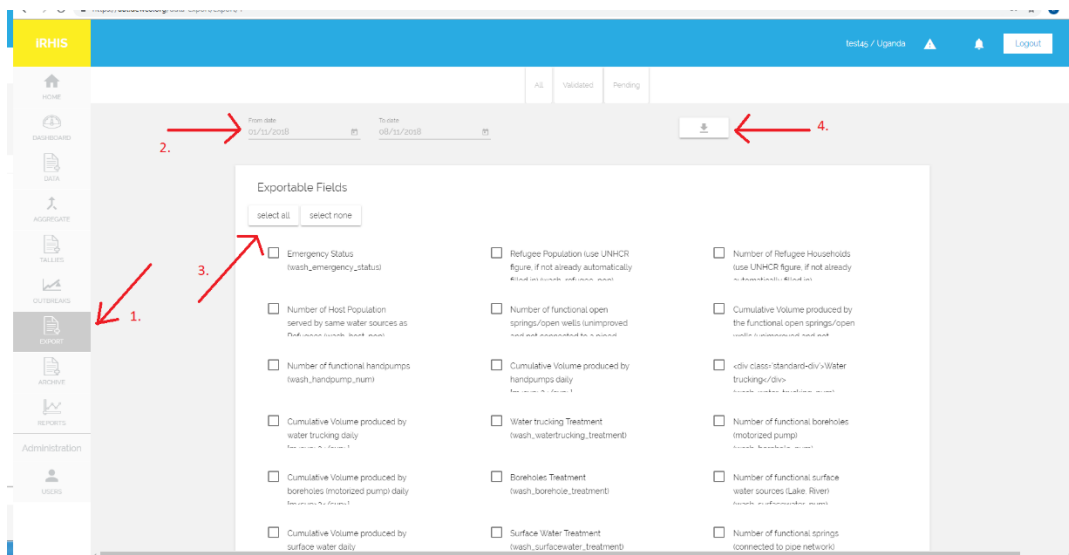 iRHIS
test45 / Uganda
Logout
HOME
All
Validated
Pending
DASHBOARD
From date
01/11/2018
To date
08/11/2018
4.
2.
DATA
Exportable Fields
AGGREGATE
select all
select none
TALLIES
3.
Emergency Status
(wash_emergency_status)
Refugee Population (use UNHCR
figure, if not already automatically
Number of Refugee Households
(use UNHCR figure, if not already
OUTBREAKS
1.
EXPORT
Number of Host Population
served by same water sources as
Number of functional open
springs/open wells (unimproved
Cumulative Volume produced by
the functional open springs/open
ARCHIVE
Number of functional handpumps
(wash_handpump_num)
Cumulative Volume produced by
handpumps daily
<div class='standard-div'>Water
trucking</div>
REPORTS
Cumulative Volume produced by
water trucking daily
Water trucking Treatment
(wash_watertrucking_treatment)
Number of functional boreholes
(motorized pump)
Administration
USERS
Cumulative Volume produced by
boreholes (motorized pump) daily
Boreholes Treatment
(wash_borehole_treatment)
Number of functional surface
water sources (Lake, River)
Cumulative Volume produced by
surface water daily
Surface Water Treatment
(wash_surfacewater_treatment)
Number of functional springs
(connected to pipe network)